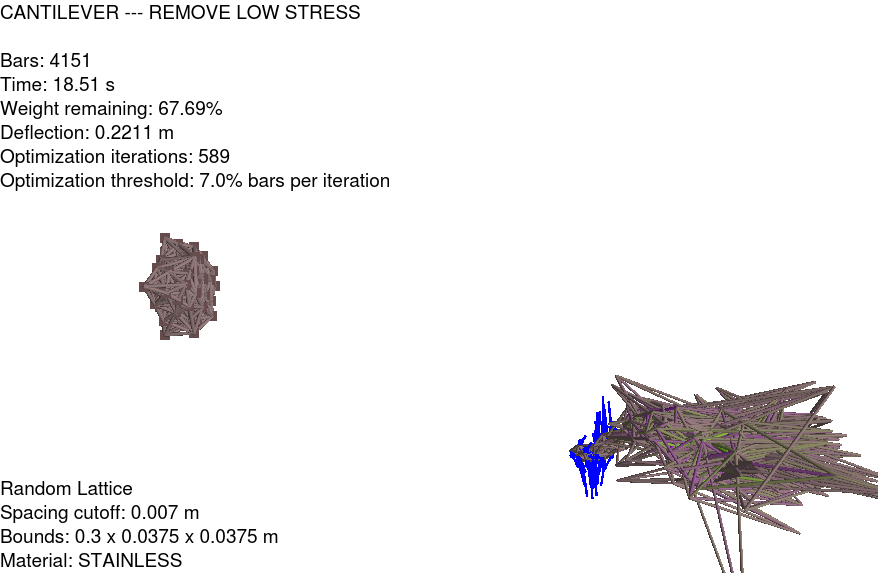 CANTILEVER --- REMOVE LOW STRESS
Bars: 4151
Time: 18.51 s
Weight remaining: 67.69%
Deflection: 0.2211 m
Optimization iterations: 589
Optimization threshold: 7.0% bars per iteration
Random Lattice
Spacing cutoff: 0.007 m
Bounds: 0.3 x 0.0375 x 0.0375 m
Material: STAINLESS